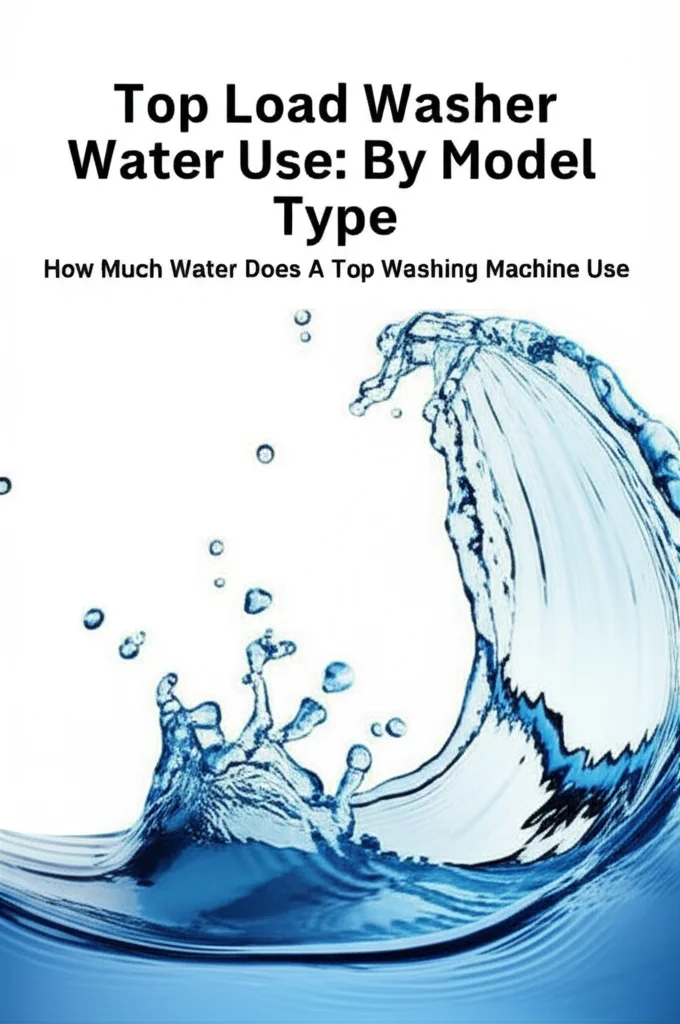 Top Load Washer
Water Use: By Model
Type
How Much Water Does A Top Washing Machine Use